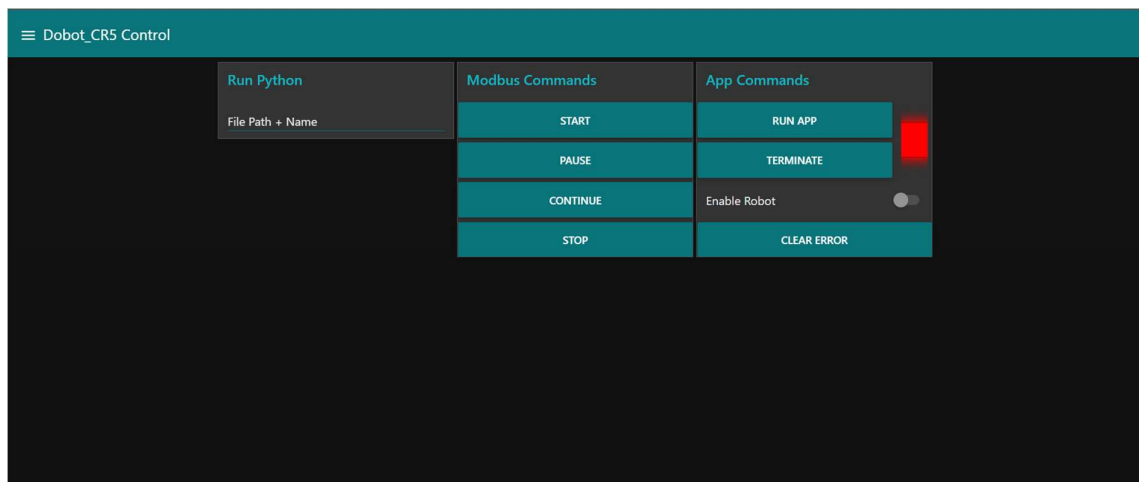 Dobot_CR5 Control
Run Python
File Path + Name
Modbus Commands
START
PAUSE
CONTINUE
STOP
App Commands
RUN APP
TERMINATE
Enable Robot
CLEAR ERROR